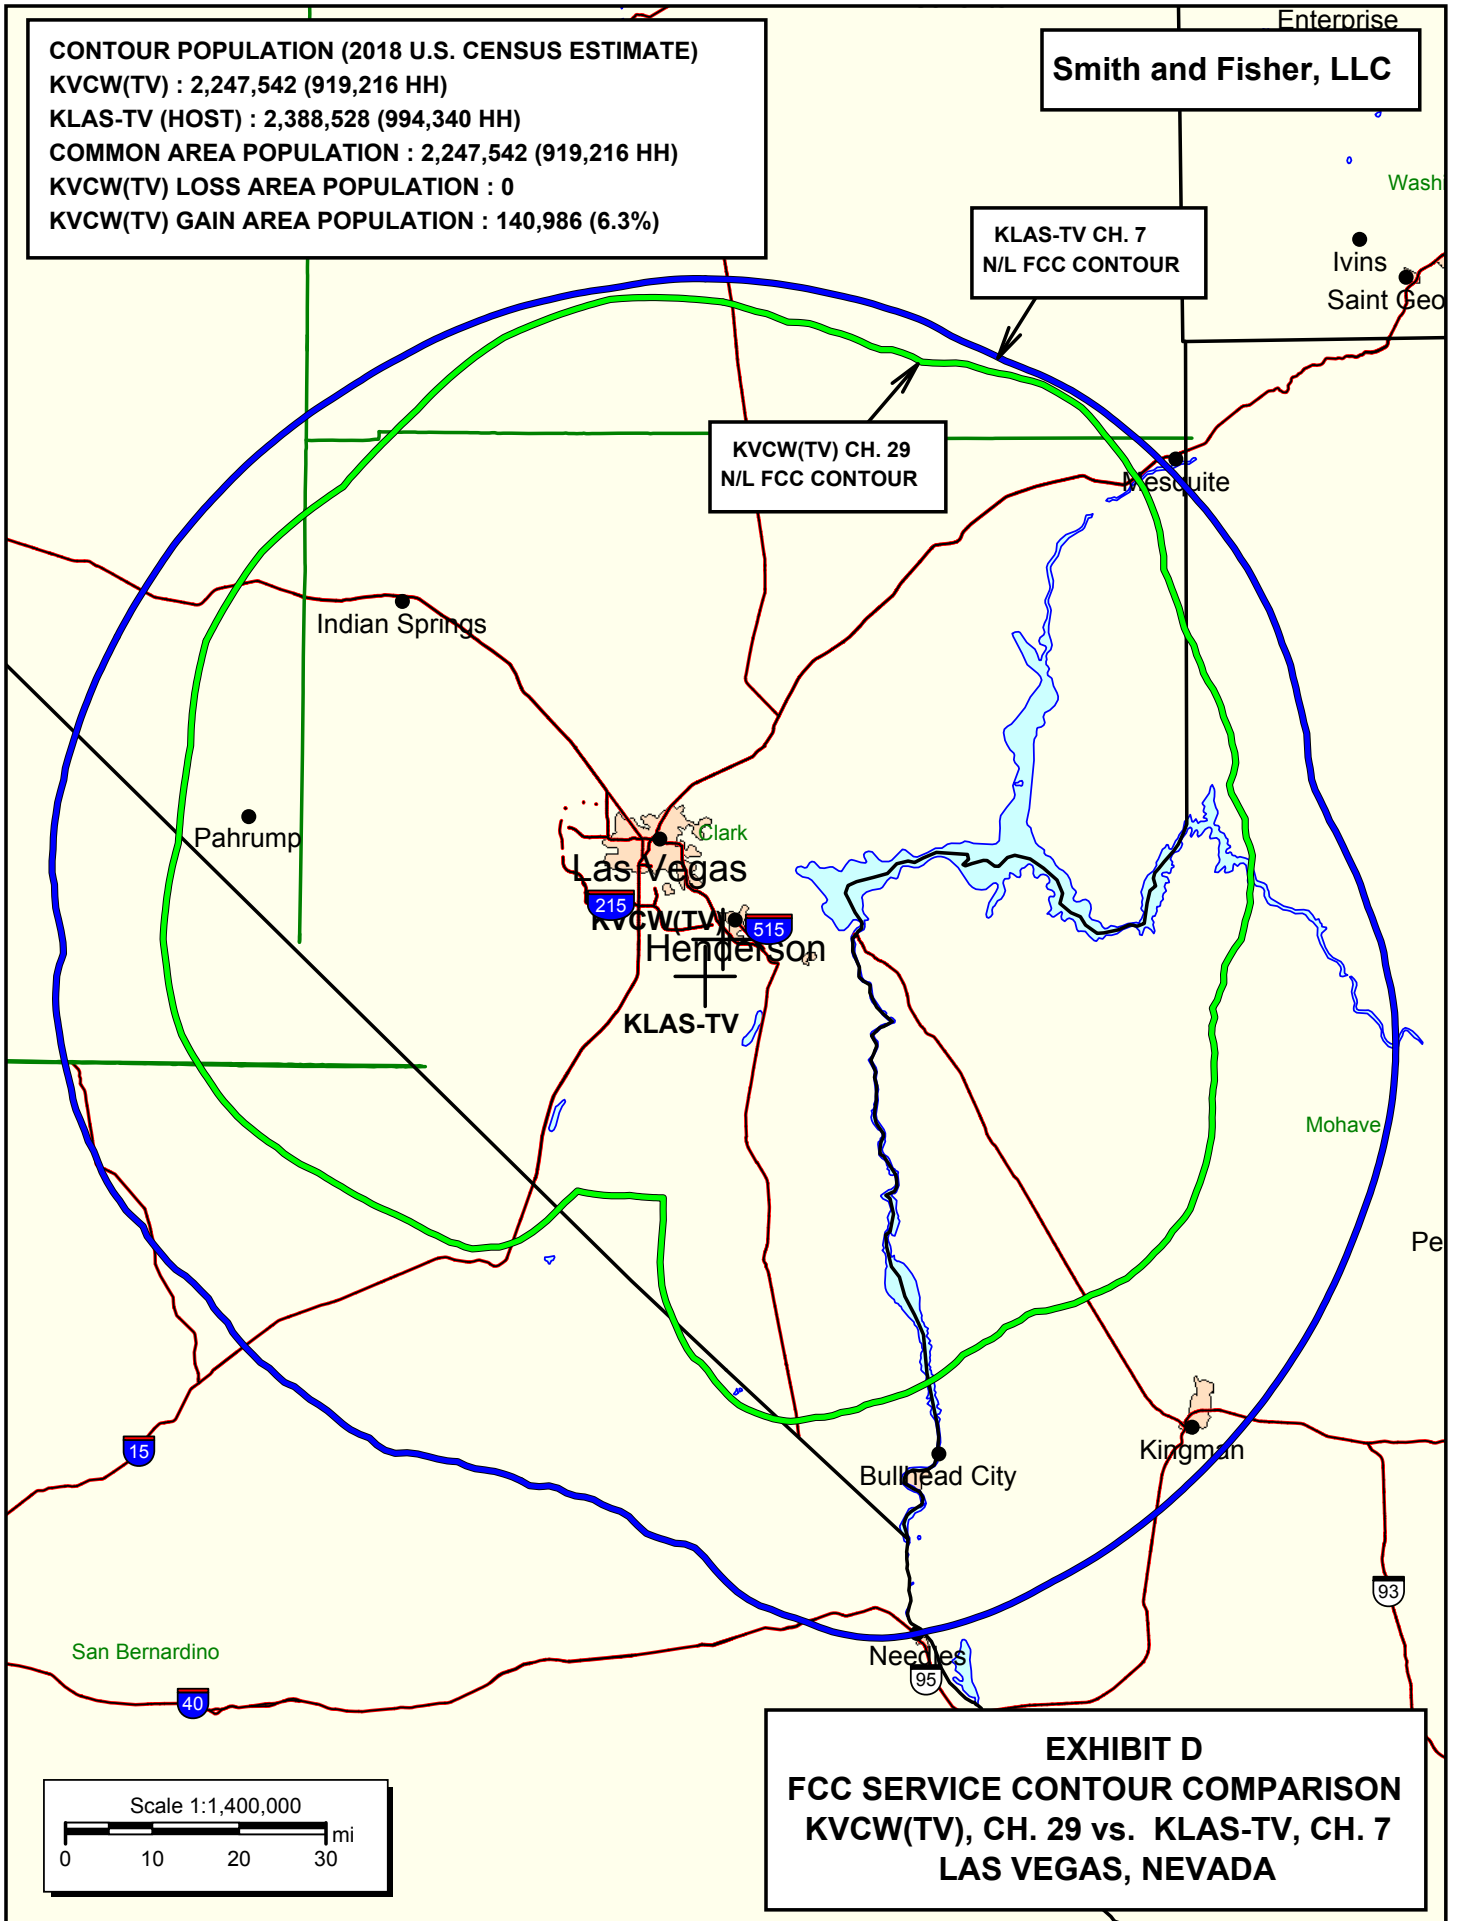 Enterprise
CONTOUR POPULATION (2018 U.S. CENSUS ESTIMATE)
KVCW(TV) : 2,247,542 (919,216 HH)
KLAS-TV (HOST) : 2,388,528 (994,340 HH)
COMMON AREA POPULATION : 2,247,542 (919,216 HH)
KVCW(TV) LOSS AREA POPULATION : 0
KVCW(TV) GAIN AREA POPULATION : 140,986 (6.3%)
Smith and Fisher, LLC
Washi
KLAS-TV CH. 7
N/L FCC CONTOUR
Ivins
Saint Geo
KVCW(TV) CH. 29
N/L FCC CONTOUR
Mesquite
Indian Springs
Pahrump
Clark
Las Vegas
215
KVCW(TV)
515
Henderson
KLAS-TV
Mohave
Pe
15
Kingman
Bullhead City
93
San Bernardino
Needles
95
40
EXHIBIT D
FCC SERVICE CONTOUR COMPARISON
KVCW(TV), CH. 29 vs. KLAS-TV, CH. 7
LAS VEGAS, NEVADA
Scale 1:1,400,000
mi
0 10 20 30